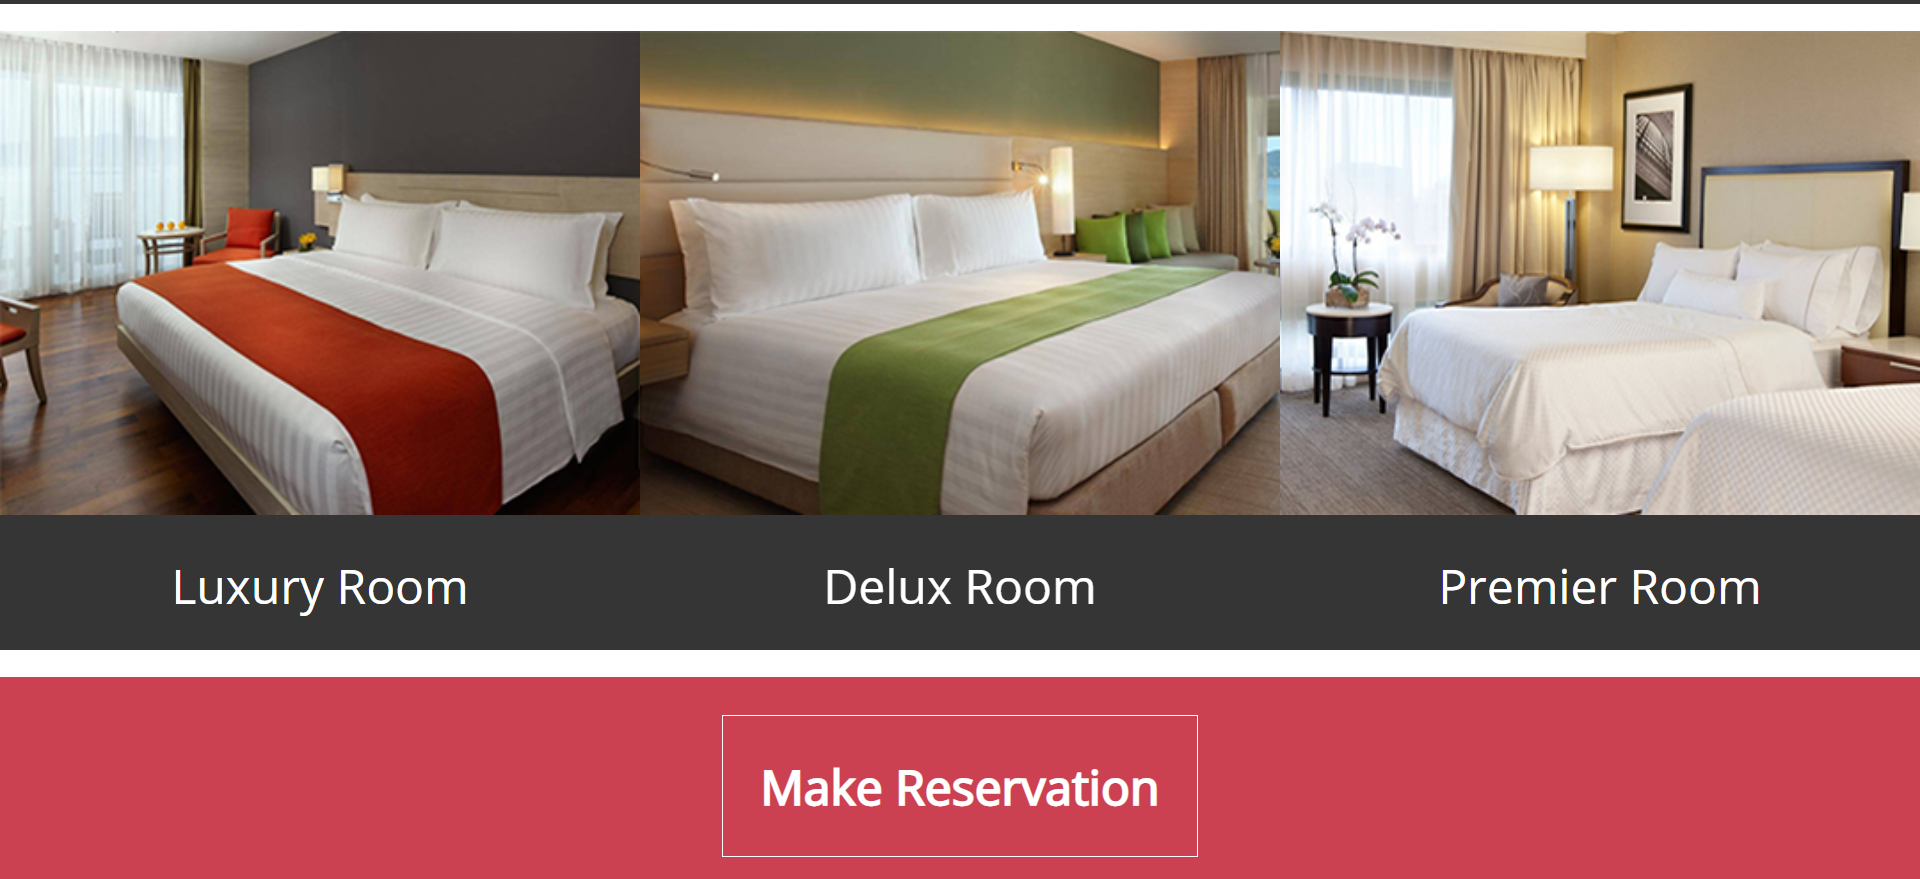 Luxury Room
Delux Room
Premier Room
Make Reservation